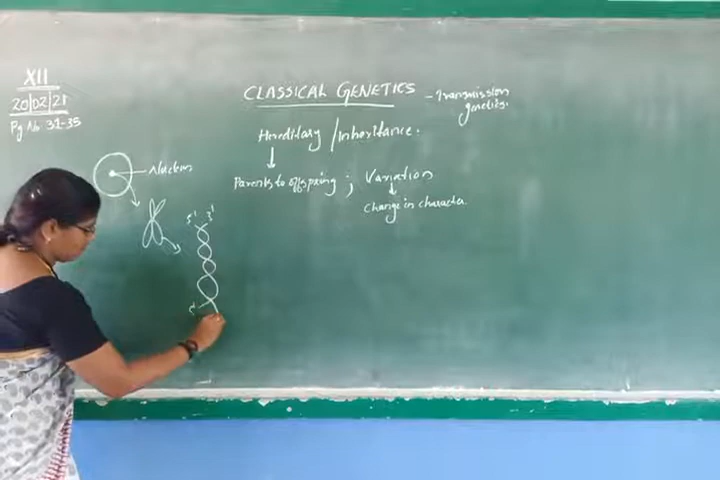 XII
20/02/21
Pg.No 31-35
CLASSICAL GENETICS - Transmission
genetics.
Hereditary / Inheritance.
Parents to offspring ; Variation
Change in character.
Nucleus
5' 3'